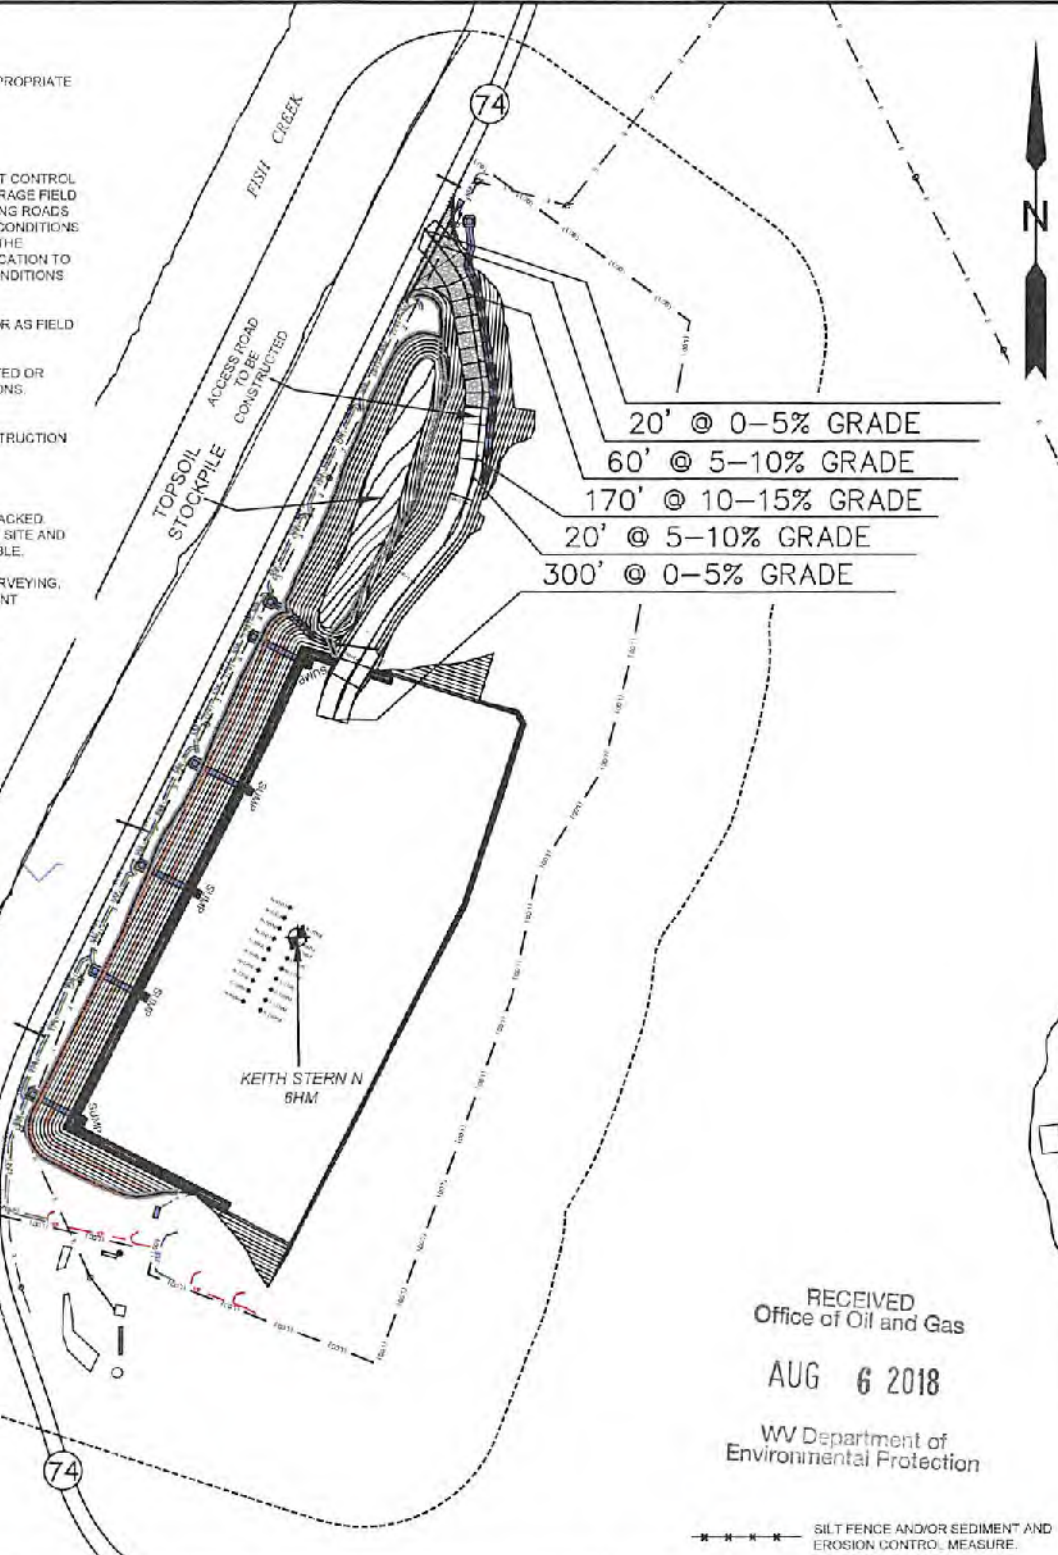 PROPRIATE
T CONTROL
RAGE FIELD
NG ROADS
CONDITIONS
THE
CATION TO
NDITIONS
OR AS FIELD
TED OR
ONS.
TRUCTION
ACKED.
SITE AND
BLE.
RVEYING,
NT
FISH CREEK
74
N
ACCESS ROAD
TO BE
CONSTRUCTED
TOPSOIL
STOCKPILE
20' @ 0-5% GRADE
60' @ 5-10% GRADE
170' @ 10-15% GRADE
20' @ 5-10% GRADE
300' @ 0-5% GRADE
SUMP
SUMP
SUMP
SUMP
SUMP
KEITH STERN N
6HM
RECEIVED
Office of Oil and Gas
AUG 6 2018
WV Department of
Environmental Protection
74
SILT FENCE AND/OR SEDIMENT AND
EROSION CONTROL MEASURE.